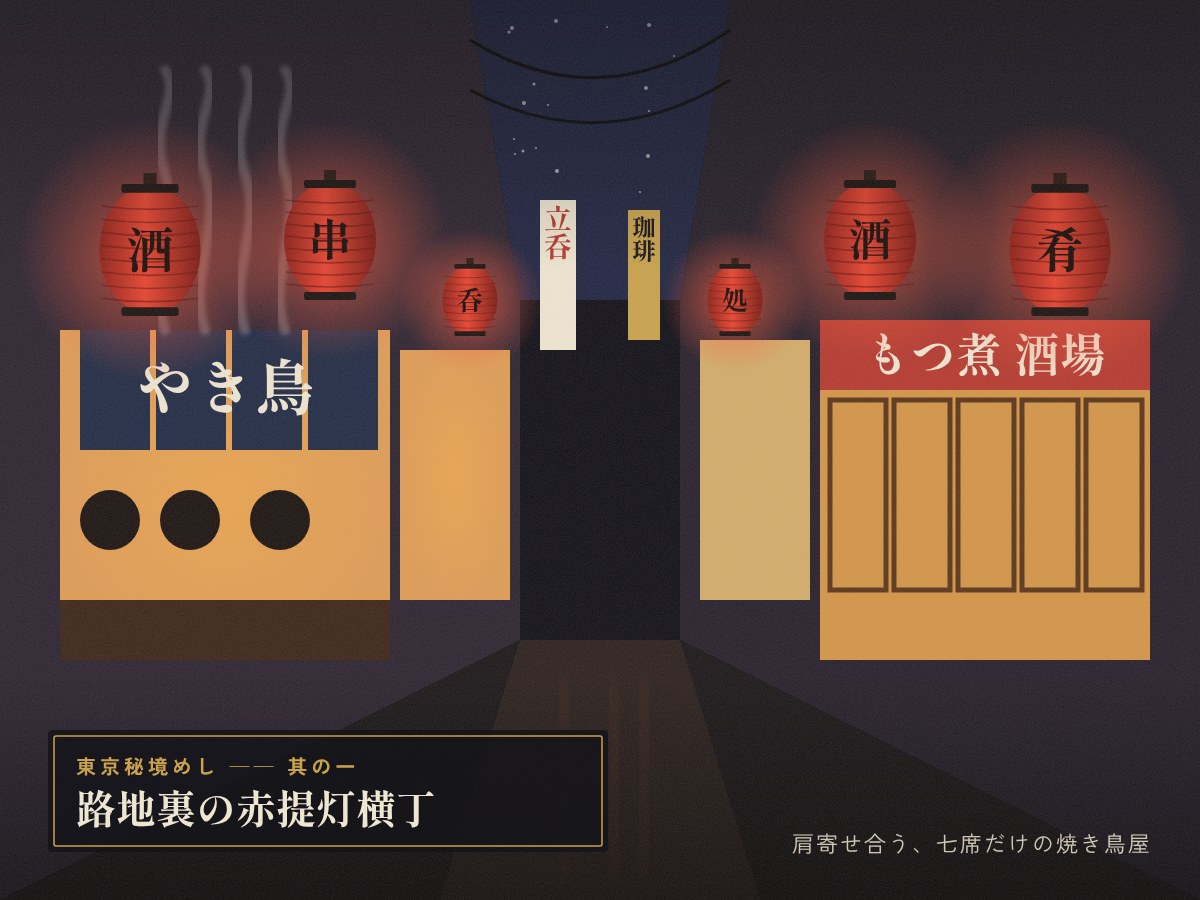 酒
串
呑
立呑
珈琲
処
酒
肴
やき鳥
もつ煮 酒場
東京秘境めし —— 其の一
路地裏の赤提灯横丁
肩寄せ合う、七席だけの焼き鳥屋